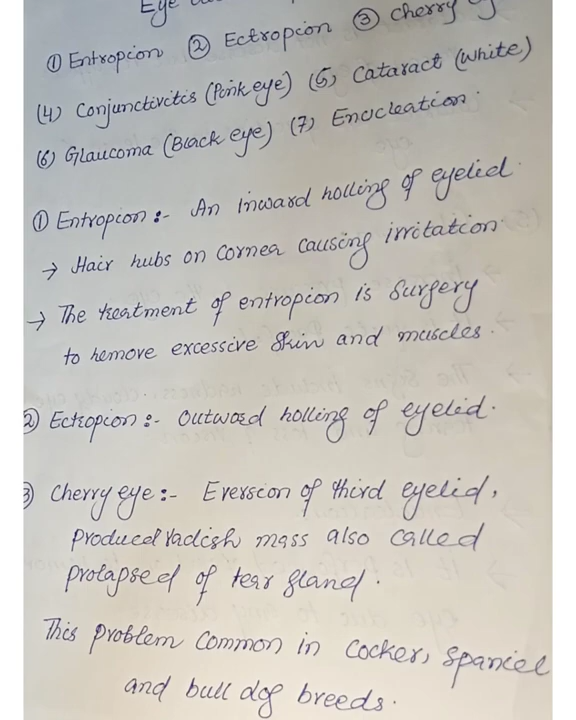 Eye
① Entropion ② Ectropion ③ Cherry
(4) Conjunctivitis (Pink eye) (5) Cataract (White)
(6) Glaucoma (Black eye) (7) Enucleation.
① Entropion :- An inward rolling of eyelid.
→ Hair rubs on cornea causing irritation.
→ The treatment of entropion is Surgery
to remove excessive Skin and muscles.
2) Ectropion :- Outward rolling of eyelid.
3) Cherry eye :- Eversion of third eyelid,
Produced radish mass also called
Prolapsed of tear gland.
This Problem Common in Cocker, Spaniel
and bull dog breeds.